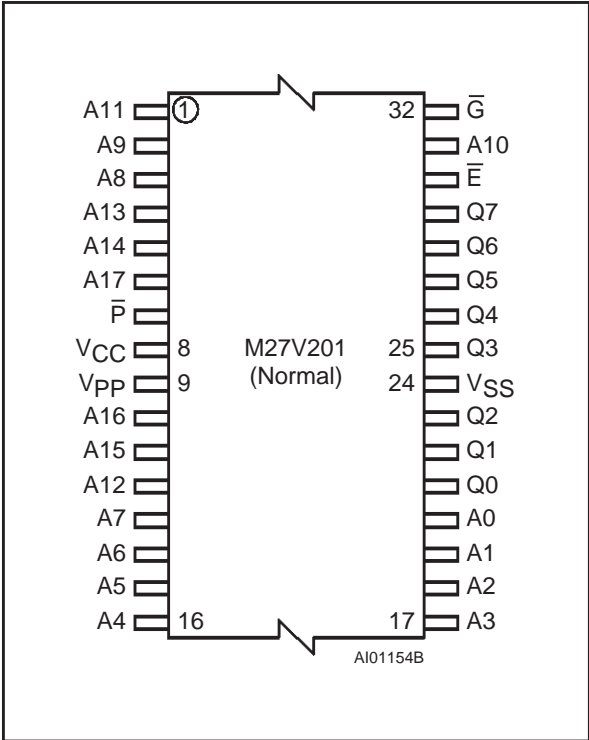 A11 1 32 G̅
A9 A10
A8 E̅
A13 Q7
A14 Q6
A17 Q5
P̅ Q4
VCC 8 M27V201 25 Q3
VPP 9 (Normal) 24 VSS
A16 Q2
A15 Q1
A12 Q0
A7 A0
A6 A1
A5 A2
A4 16 17 A3
AI01154B